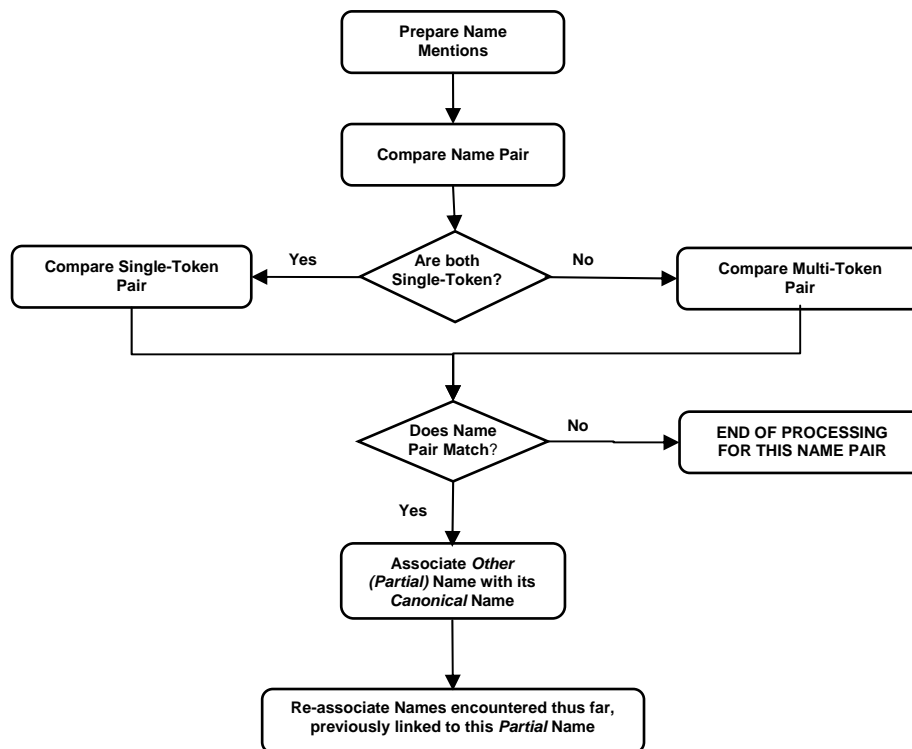 Prepare Name
Mentions
Compare Name Pair
Are both
Single-Token?
Yes
No
Compare Single-Token
Pair
Compare Multi-Token
Pair
Does Name
Pair Match?
No
END OF PROCESSING
FOR THIS NAME PAIR
Yes
Associate Other
(Partial) Name with its
Canonical Name
Re-associate Names encountered thus far,
previously linked to this Partial Name